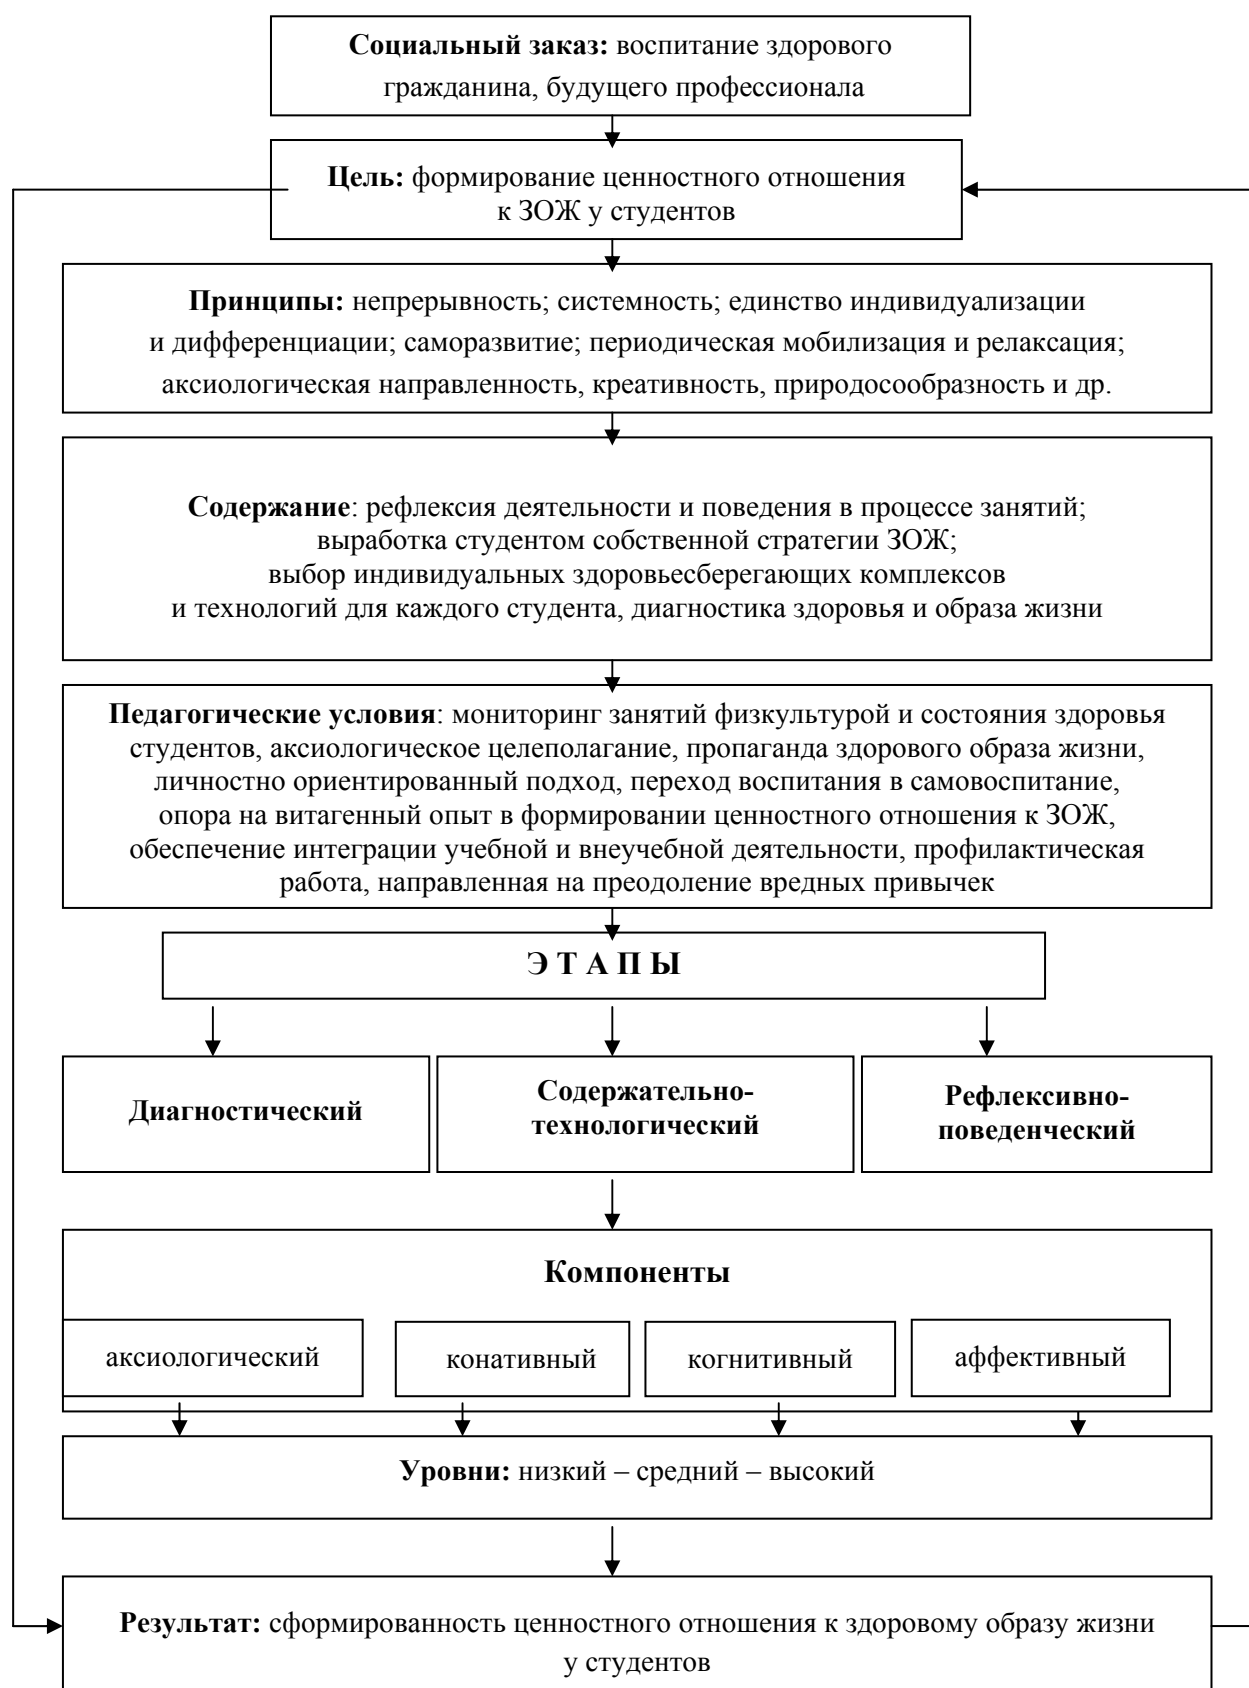 Социальный заказ: воспитание здорового
гражданина, будущего профессионала
Цель: формирование ценностного отношения
к ЗОЖ у студентов
Принципы: непрерывность; системность; единство индивидуализации
и дифференциации; саморазвитие; периодическая мобилизация и релаксация;
аксиологическая направленность, креативность, природосообразность и др.
Содержание: рефлексия деятельности и поведения в процессе занятий;
выработка студентом собственной стратегии ЗОЖ;
выбор индивидуальных здоровьесберегающих комплексов
и технологий для каждого студента, диагностика здоровья и образа жизни
Педагогические условия: мониторинг занятий физкультурой и состояния здоровья
студентов, аксиологическое целеполагание, пропаганда здорового образа жизни,
личностно ориентированный подход, переход воспитания в самовоспитание,
опора на витагенный опыт в формировании ценностного отношения к ЗОЖ,
обеспечение интеграции учебной и внеучебной деятельности, профилактическая
работа, направленная на преодоление вредных привычек
Э Т А П Ы
Диагностический
Содержательно-
технологический
Рефлексивно-
поведенческий
Компоненты
аксиологический
конативный
когнитивный
аффективный
Уровни: низкий – средний – высокий
Результат: сформированность ценностного отношения к здоровому образу жизни
у студентов